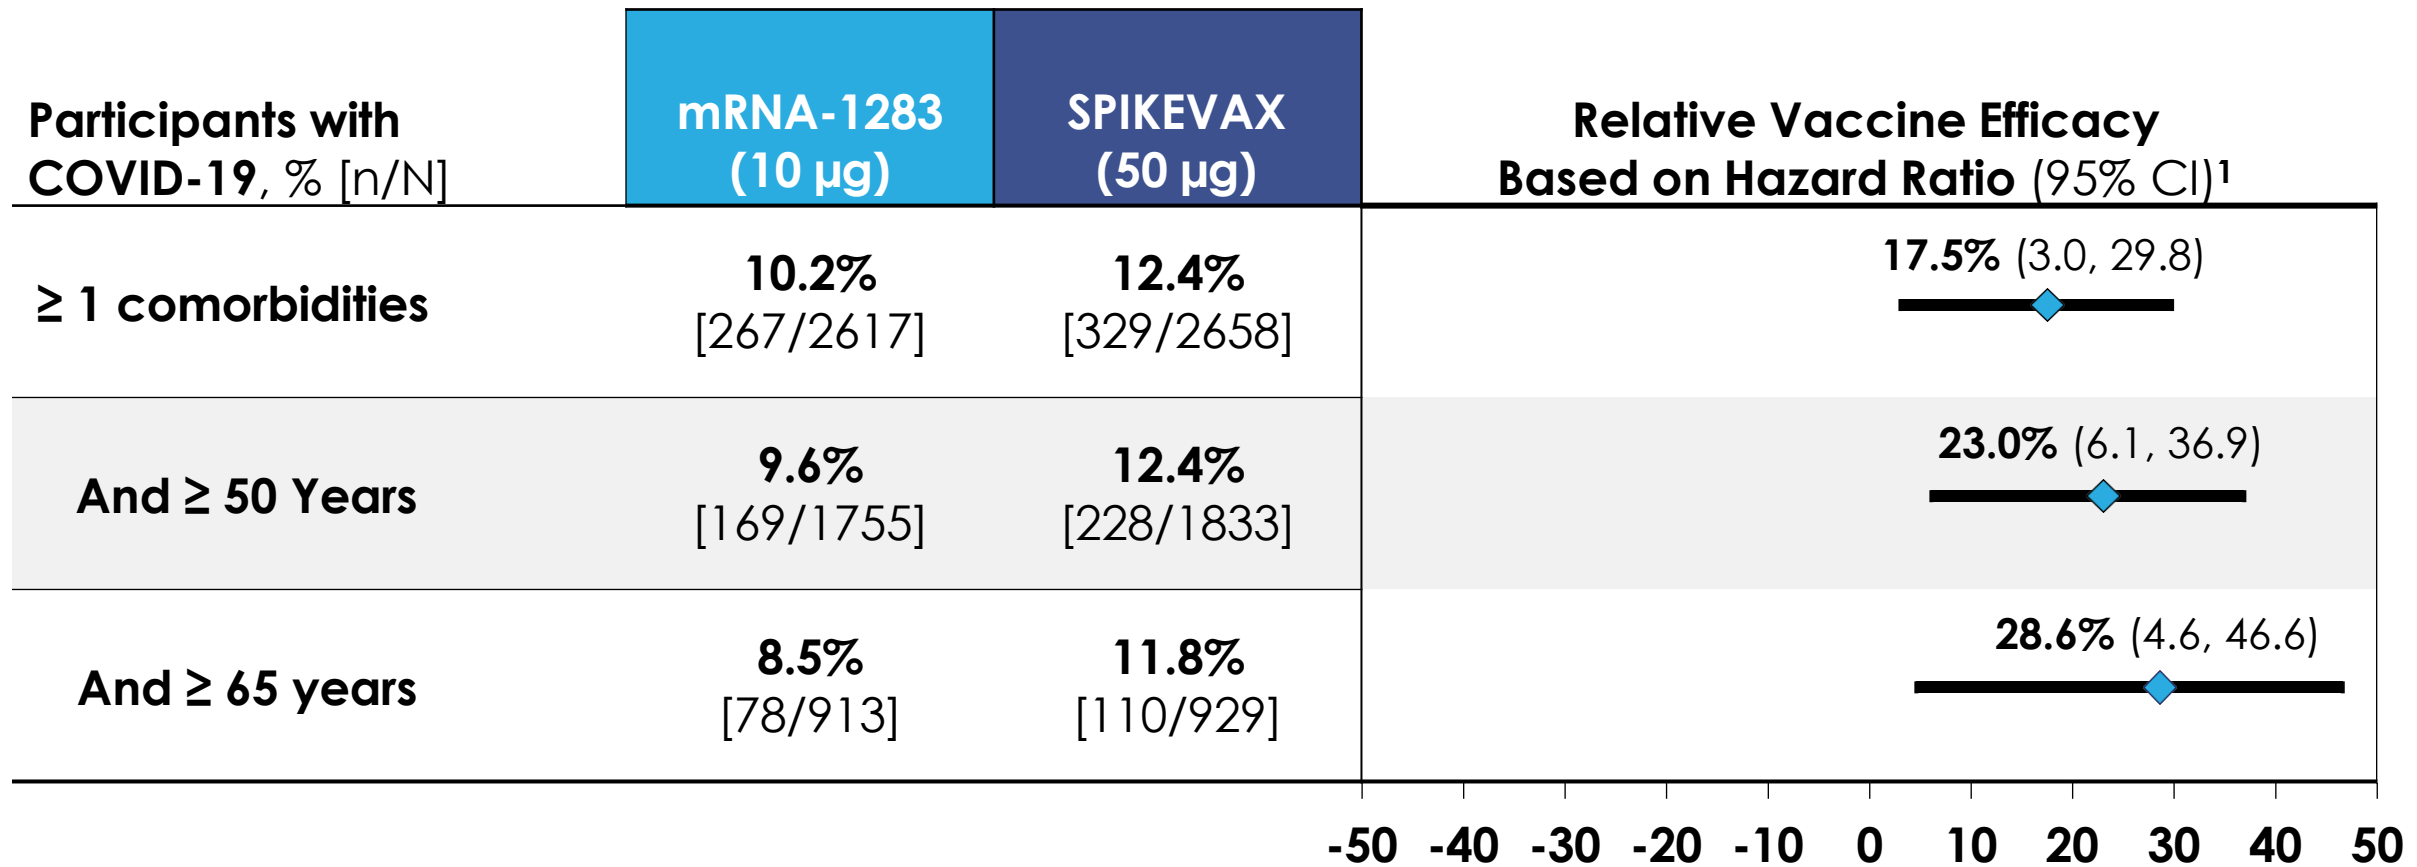 Participants with
COVID-19, % [n/N]
mRNA-1283
(10 µg)
SPIKEVAX
(50 µg)
Relative Vaccine Efficacy
Based on Hazard Ratio (95% CI)¹
≥ 1 comorbidities
10.2%
[267/2617]
12.4%
[329/2658]
17.5% (3.0, 29.8)
And ≥ 50 Years
9.6%
[169/1755]
12.4%
[228/1833]
23.0% (6.1, 36.9)
And ≥ 65 years
8.5%
[78/913]
11.8%
[110/929]
28.6% (4.6, 46.6)
-50 -40 -30 -20 -10 0 10 20 30 40 50